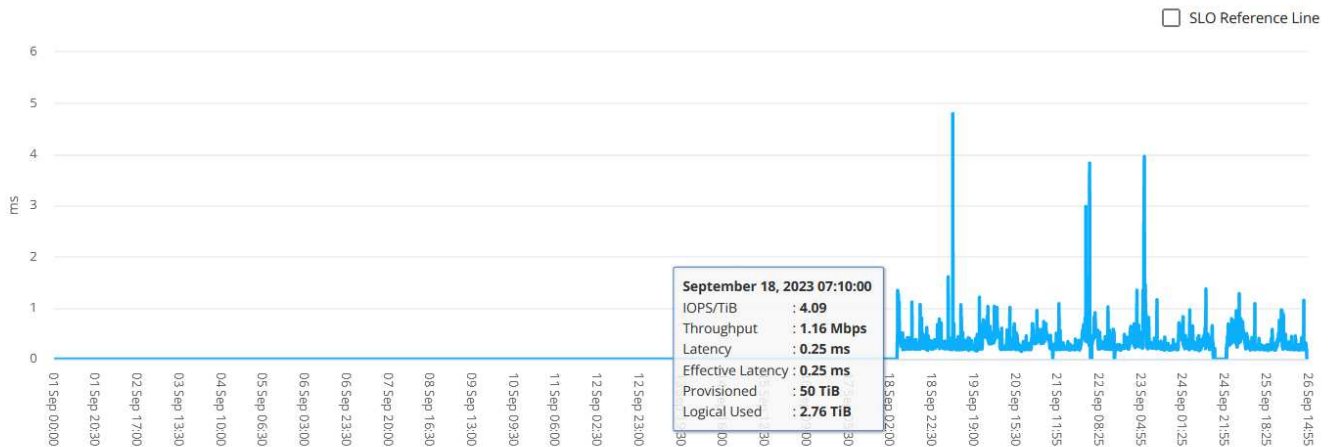 SLO Reference Line
6
5
4
3
2
1
0
ms
September 18, 2023 07:10:00
IOPS/TiB : 4.09
Throughput : 1.16 Mbps
Latency : 0.25 ms
Effective Latency : 0.25 ms
Provisioned : 50 TiB
Logical Used : 2.76 TiB
01 Sep 00:00
01 Sep 20:30
02 Sep 17:00
03 Sep 13:30
04 Sep 10:00
05 Sep 06:30
06 Sep 03:00
06 Sep 23:30
07 Sep 20:00
08 Sep 16:30
09 Sep 13:00
10 Sep 09:30
11 Sep 06:00
12 Sep 02:30
12 Sep 23:00
18 Sep 02:00
18 Sep 22:30
19 Sep 19:00
20 Sep 15:30
21 Sep 11:55
22 Sep 08:25
23 Sep 04:55
24 Sep 01:25
24 Sep 21:55
25 Sep 18:25
26 Sep 14:55